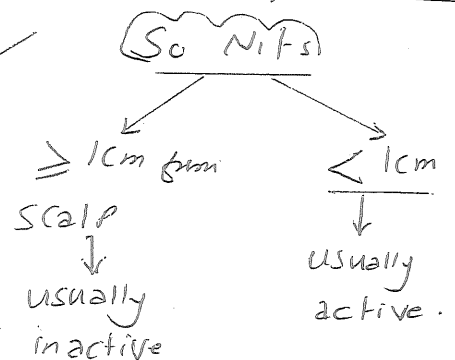 So Nits
≥ 1cm from
scalp
usually
inactive
< 1cm
usually
active.